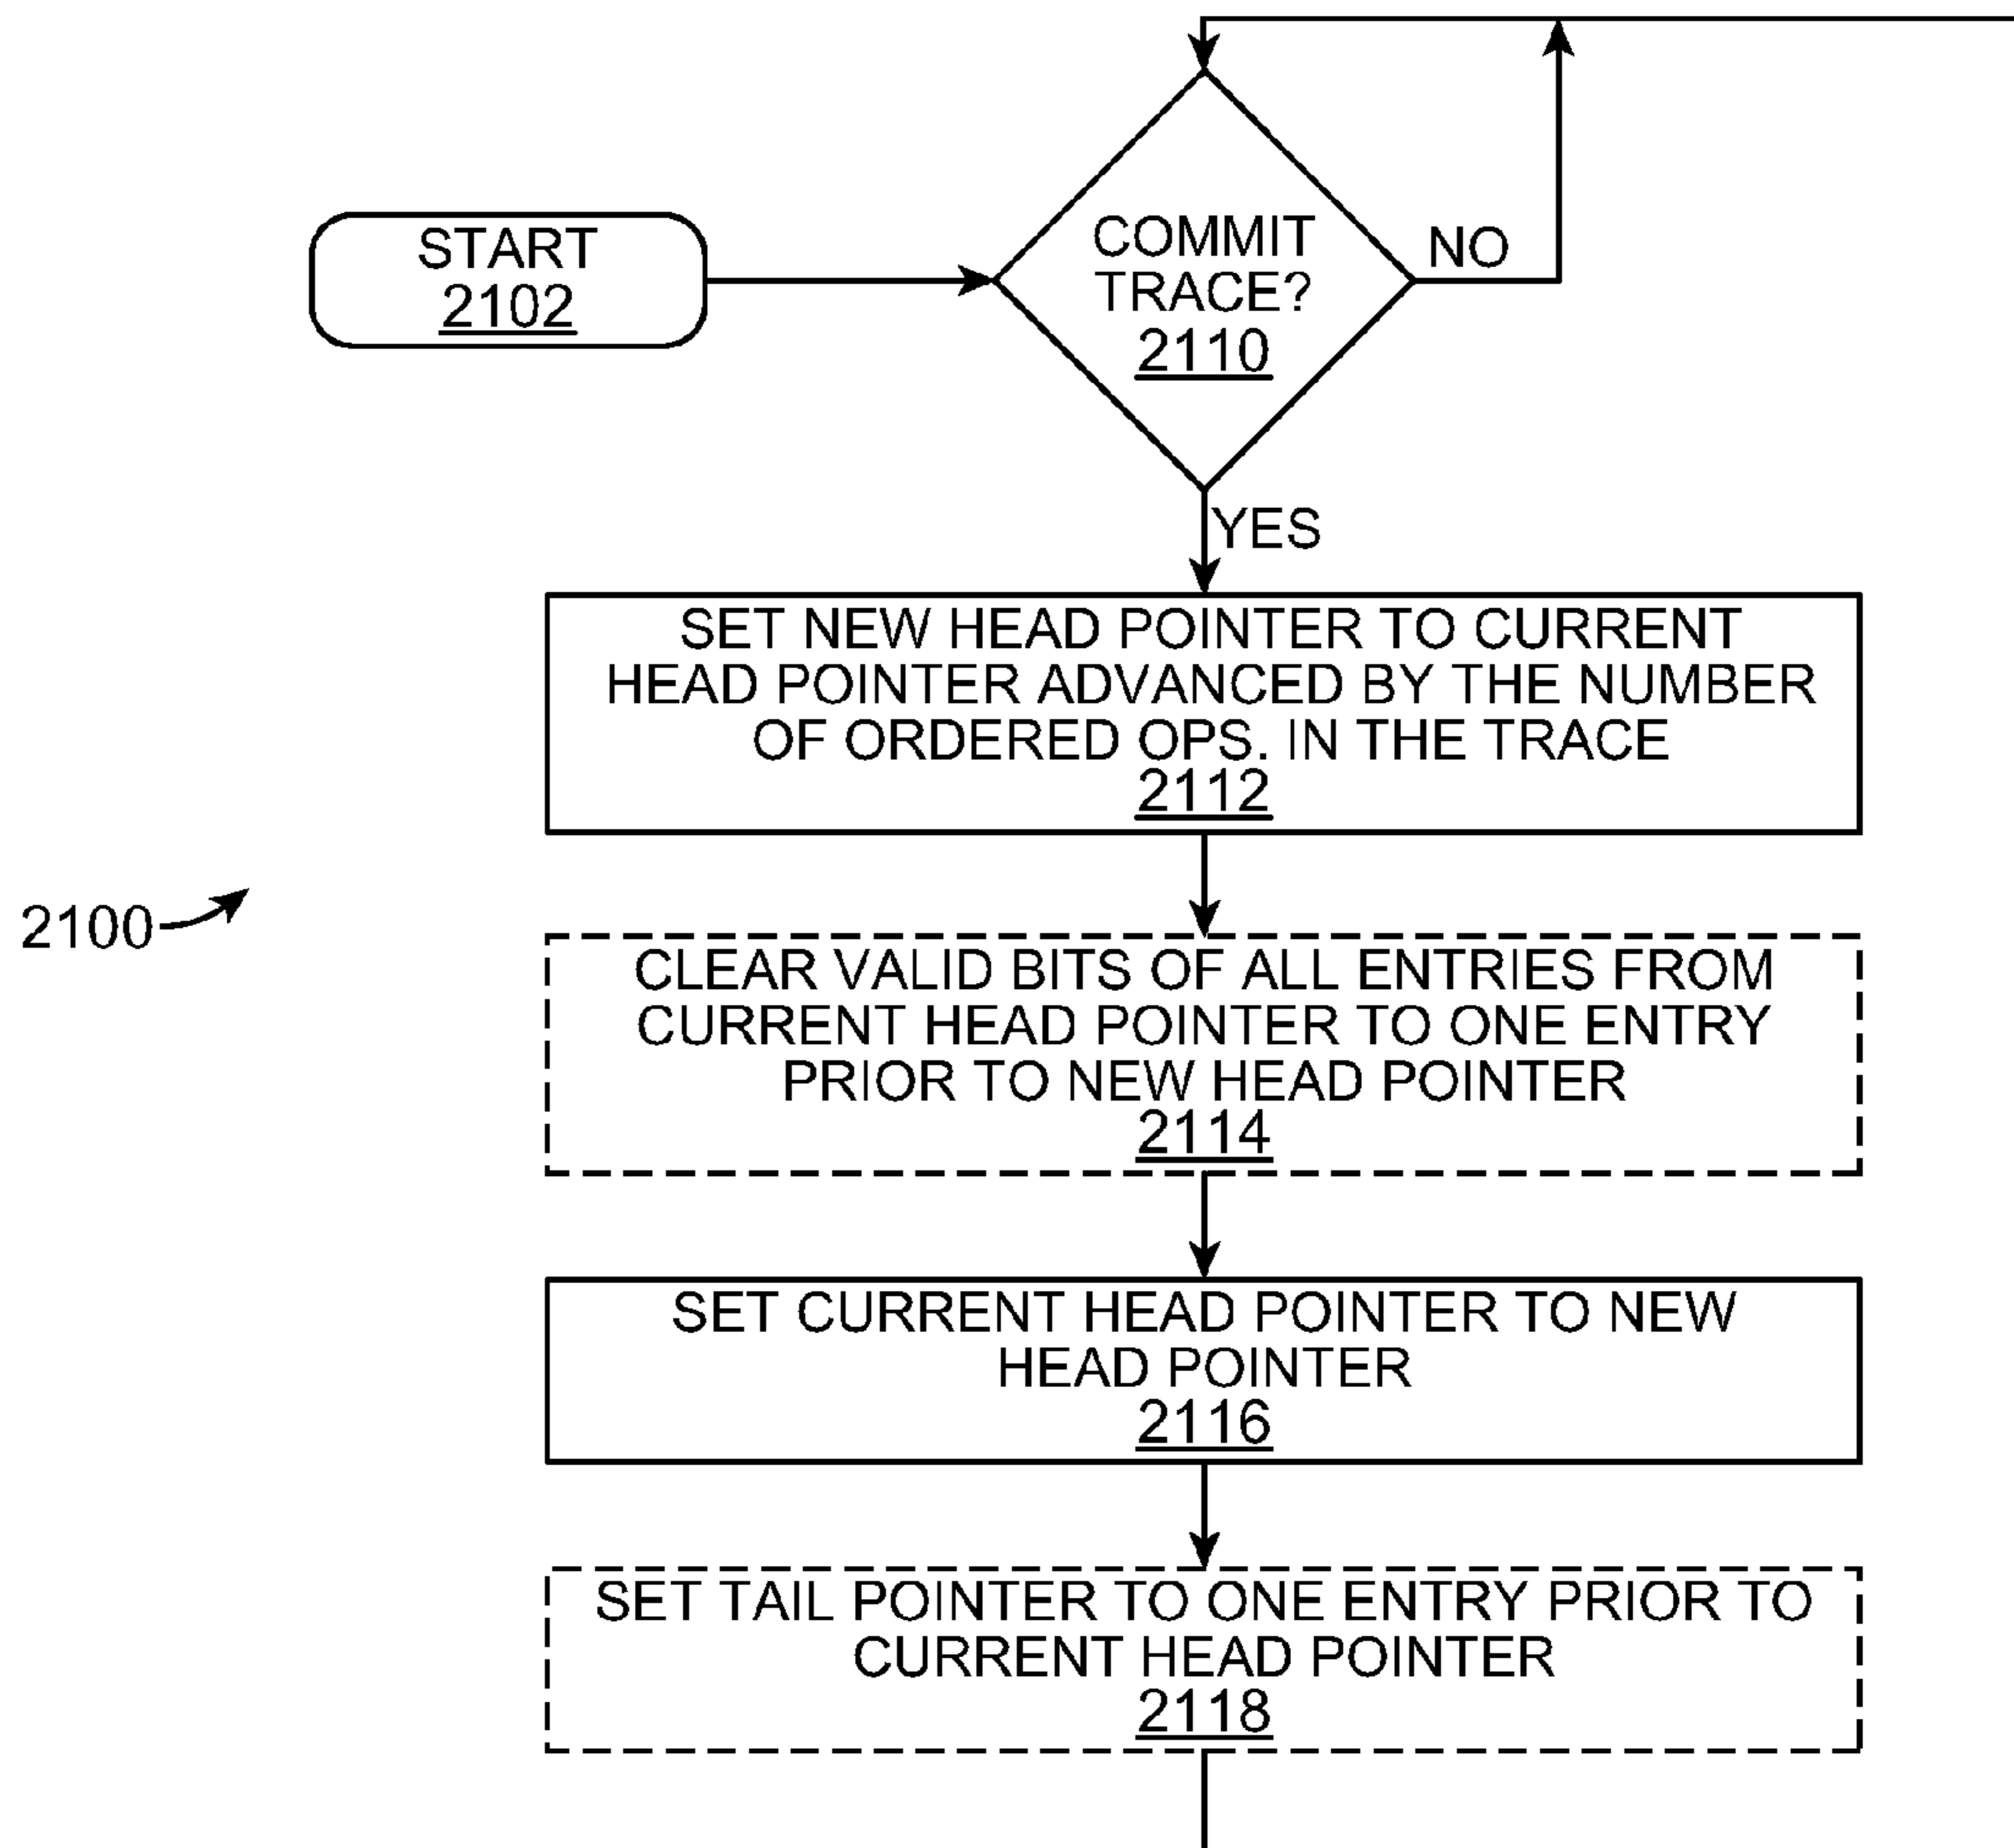 START
2102
COMMIT
TRACE?
2110
NO
YES
SET NEW HEAD POINTER TO CURRENT
HEAD POINTER ADVANCED BY THE NUMBER
OF ORDERED OPS. IN THE TRACE
2112
2100
CLEAR VALID BITS OF ALL ENTRIES FROM
CURRENT HEAD POINTER TO ONE ENTRY
PRIOR TO NEW HEAD POINTER
2114
SET CURRENT HEAD POINTER TO NEW
HEAD POINTER
2116
SET TAIL POINTER TO ONE ENTRY PRIOR TO
CURRENT HEAD POINTER
2118